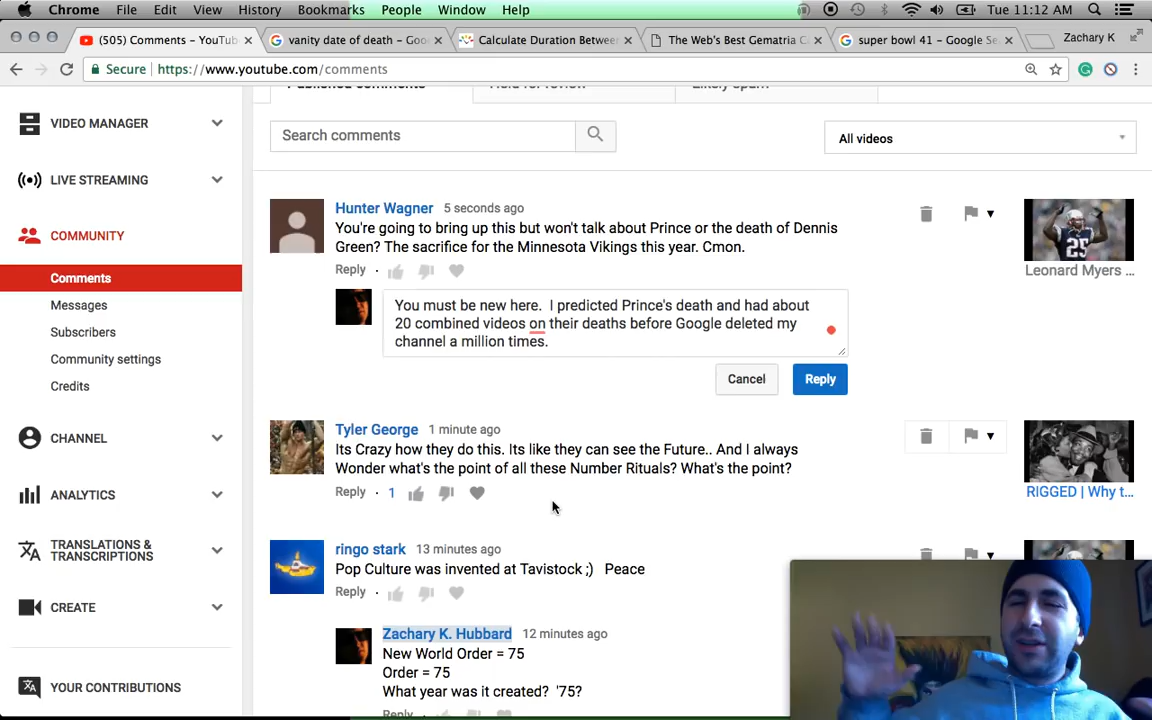 Chrome File Edit View History Bookmarks People Window Help Tue 11:12 AM
(505) Comments - YouTub vanity date of death - Goo Calculate Duration Between The Web's Best Gematria C super bowl 41 - Google Se Zachary K
Secure https://www.youtube.com/comments
VIDEO MANAGER
LIVE STREAMING
COMMUNITY
Comments
Messages
Subscribers
Community settings
Credits
CHANNEL
ANALYTICS
TRANSLATIONS &
TRANSCRIPTIONS
CREATE
YOUR CONTRIBUTIONS
Search comments
All videos
Hunter Wagner 5 seconds ago
You're going to bring up this but won't talk about Prince or the death of Dennis
Green? The sacrifice for the Minnesota Vikings this year. Cmon.
Reply
Leonard Myers ...
You must be new here. I predicted Prince's death and had about
20 combined videos on their deaths before Google deleted my
channel a million times.
Cancel Reply
Tyler George 1 minute ago
Its Crazy how they do this. Its like they can see the Future.. And I always
Wonder what's the point of all these Number Rituals? What's the point?
Reply · 1
RIGGED | Why t...
ringo stark 13 minutes ago
Pop Culture was invented at Tavistock ;) Peace
Reply
Zachary K. Hubbard 12 minutes ago
New World Order = 75
Order = 75
What year was it created? '75?
Reply
25